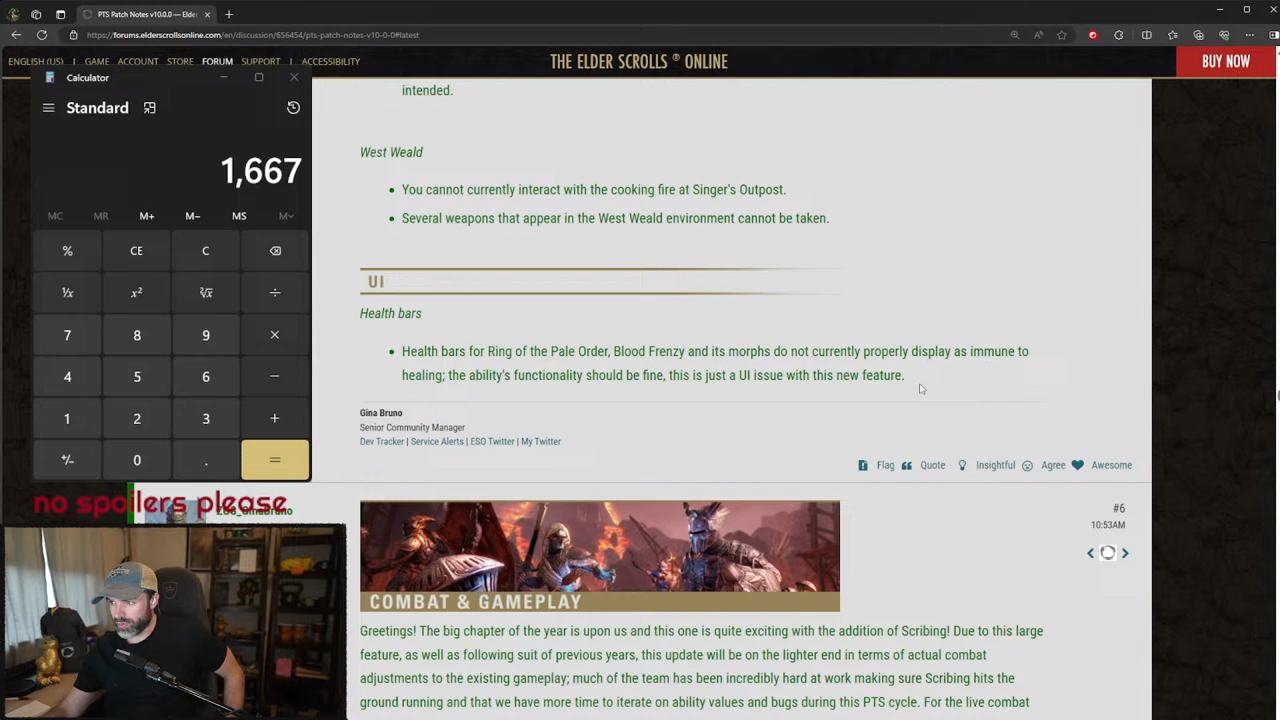 PTS Patch Notes v10.0.0 — Elder
https://forums.elderscrollsonline.com/en/discussion/656454/pts-patch-notes-v10-0-0#latest
ENGLISH (US) | GAME ACCOUNT STORE FORUM SUPPORT | ACCESSIBILITY
THE ELDER SCROLLS ® ONLINE
BUY NOW
Calculator
Standard
1,667
MC MR M+ M− MS M
% CE C
¹/x x² ²√x ÷
7 8 9 ×
4 5 6 −
1 2 3 +
+/− 0 . =
intended.
West Weald
• You cannot currently interact with the cooking fire at Singer's Outpost.
• Several weapons that appear in the West Weald environment cannot be taken.
UI
Health bars
• Health bars for Ring of the Pale Order, Blood Frenzy and its morphs do not currently properly display as immune to
healing; the ability's functionality should be fine, this is just a UI issue with this new feature.
Gina Bruno
Senior Community Manager
Dev Tracker | Service Alerts | ESO Twitter | My Twitter
Flag Quote · Insightful Agree Awesome
no spoilers please
ZOS_GinaBruno
#6
10:53AM
COMBAT & GAMEPLAY
Greetings! The big chapter of the year is upon us and this one is quite exciting with the addition of Scribing! Due to this large
feature, as well as following suit of previous years, this update will be on the lighter end in terms of actual combat
adjustments to the existing gameplay; much of the team has been incredibly hard at work making sure Scribing hits the
ground running and that we have more time to iterate on ability values and bugs during this PTS cycle. For the live combat